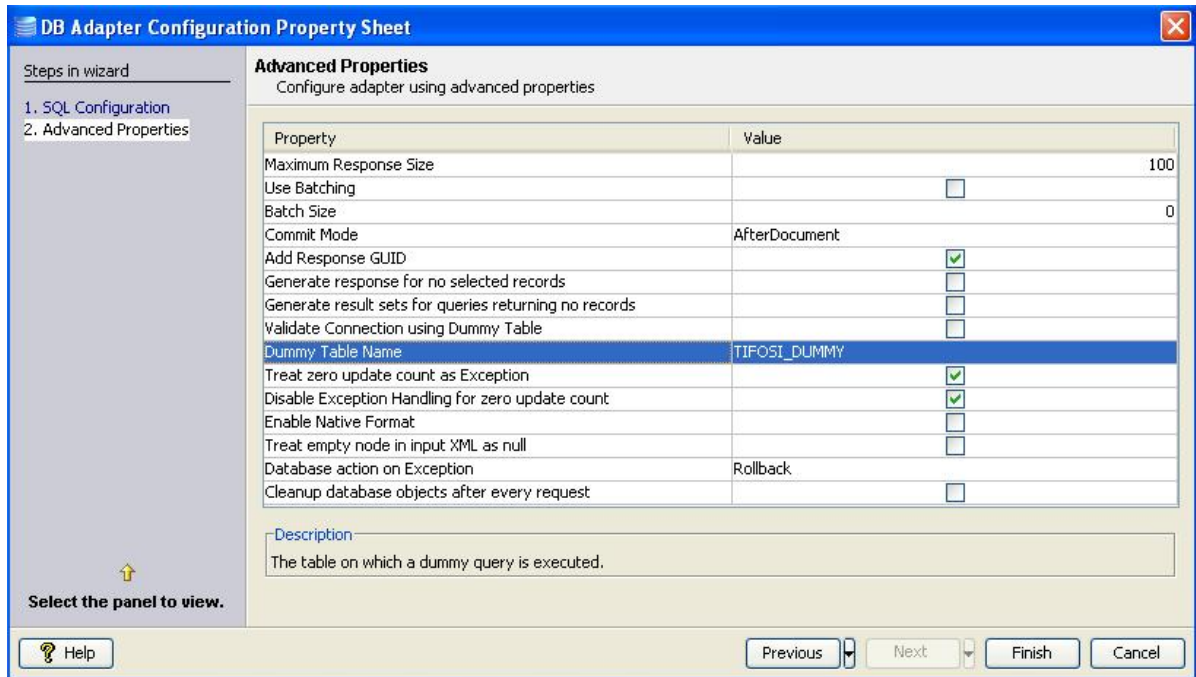 DB Adapter Configuration Property Sheet
Steps in wizard
1. SQL Configuration
2. Advanced Properties
Select the panel to view.
Advanced Properties
Configure adapter using advanced properties
Property Value
Maximum Response Size 100
Use Batching
Batch Size 0
Commit Mode AfterDocument
Add Response GUID
Generate response for no selected records
Generate result sets for queries returning no records
Validate Connection using Dummy Table
Dummy Table Name TIFOSI_DUMMY
Treat zero update count as Exception
Disable Exception Handling for zero update count
Enable Native Format
Treat empty node in input XML as null
Database action on Exception Rollback
Cleanup database objects after every request
Description
The table on which a dummy query is executed.
Help Previous Next Finish Cancel